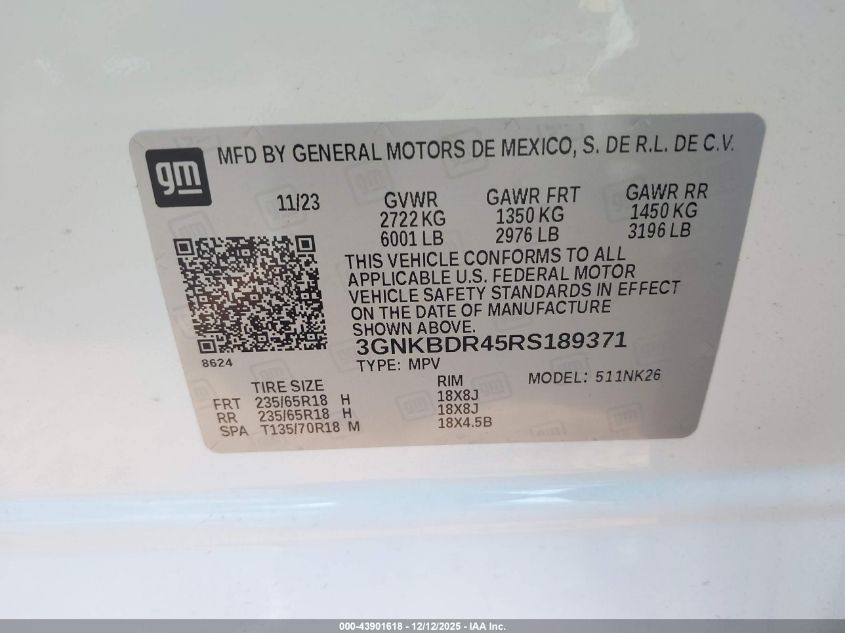 gm
MFD BY GENERAL MOTORS DE MEXICO, S. DE R.L. DE C.V.
11/23 GVWR GAWR FRT GAWR RR
2722 KG 1350 KG 1450 KG
6001 LB 2976 LB 3196 LB
THIS VEHICLE CONFORMS TO ALL
APPLICABLE U.S. FEDERAL MOTOR
VEHICLE SAFETY STANDARDS IN EFFECT
ON THE DATE OF MANUFACTURE
SHOWN ABOVE.
3GNKBDR45RS189371
8624
TYPE: MPV MODEL: 511NK26
TIRE SIZE RIM
FRT 235/65R18 H 18X8J
RR 235/65R18 H 18X8J
SPA T135/70R18 M 18X4.5B
000-43901618 - 12/12/2025 - IAA Inc.